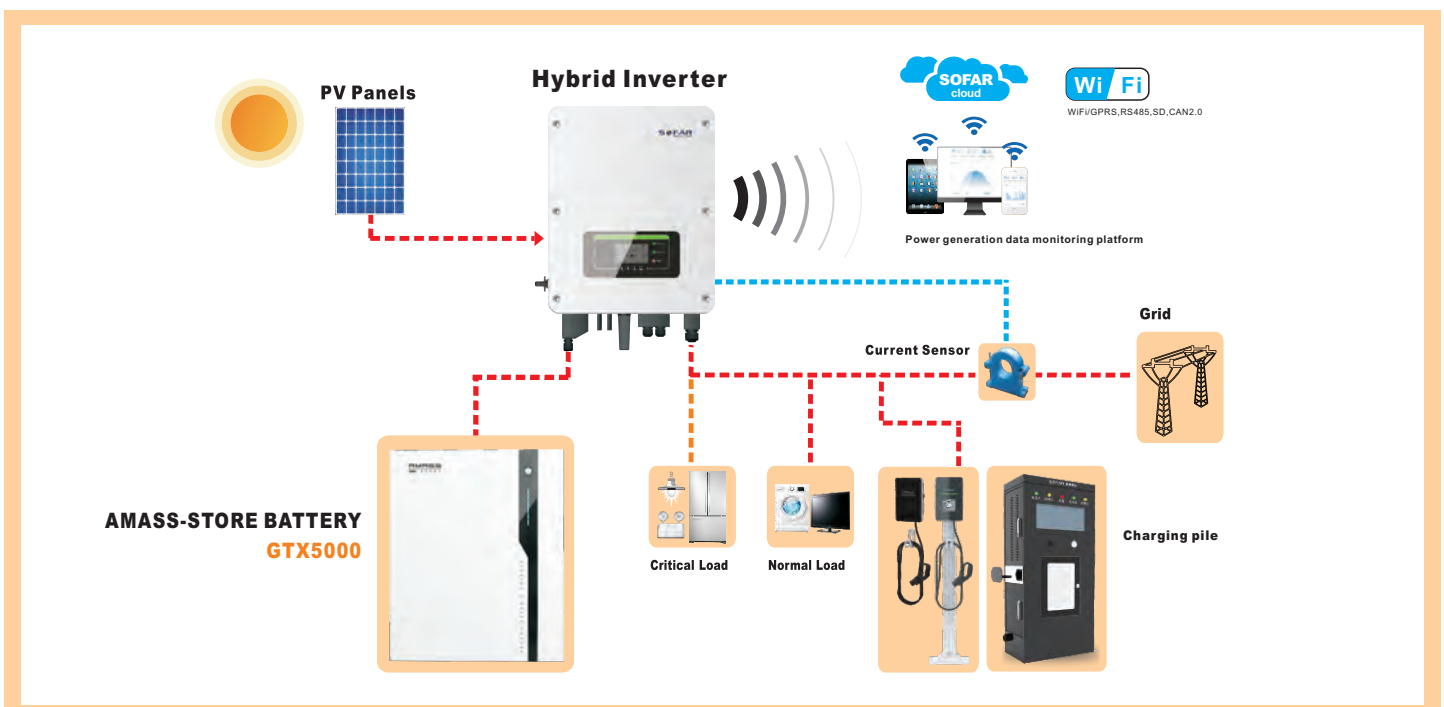 PV Panels
Hybrid Inverter
SOFAR
SOFAR
cloud
Wi Fi
WiFi/GPRS,RS485,SD,CAN2.0
Power generation data monitoring platform
Grid
Current Sensor
AMASS-STORE BATTERY
GTX5000
Critical Load
Normal Load
Charging pile